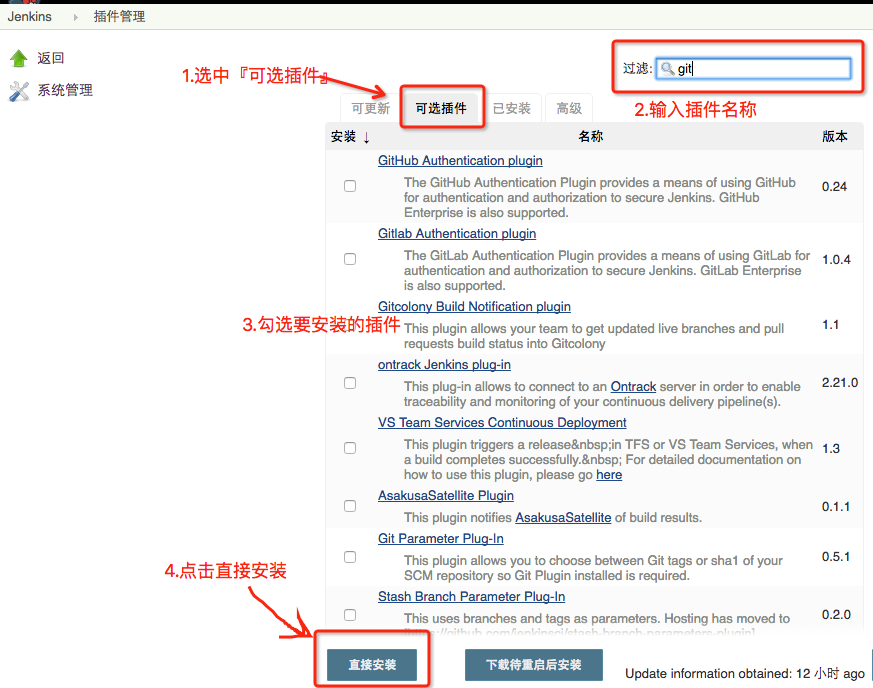 Jenkins 插件管理
返回
系统管理
过滤: git
1.选中『可选插件』
2.输入插件名称
可更新 可选插件 已安装 高级
安装 ↓ 名称 版本
GitHub Authentication plugin
The GitHub Authentication Plugin provides a means of using GitHub
for authentication and authorization to secure Jenkins. GitHub
Enterprise is also supported.
0.24
Gitlab Authentication plugin
The GitLab Authentication Plugin provides a means of using GitLab for
authentication and authorization to secure Jenkins. GitLab Enterprise
is also supported.
1.0.4
Gitcolony Build Notification plugin
3.勾选要安装的插件
This plugin allows your team to get updated live branches and pull
requests build status into Gitcolony
1.1
ontrack Jenkins plug-in
This plug-in allows to connect to an Ontrack server in order to enable
traceability and monitoring of your continuous delivery pipeline(s).
2.21.0
VS Team Services Continuous Deployment
This plugin triggers a release&nbsp;in TFS or VS Team Services, when
a build completes successfully.&nbsp; For detailed documentation on
how to use this plugin, please go here
1.3
AsakusaSatellite Plugin
This plugin notifies AsakusaSatellite of build results.
0.1.1
Git Parameter Plug-In
This plugin allows you to choose between Git tags or sha1 of your
SCM repository so Git Plugin installed is required.
0.5.1
4.点击直接安装
Stash Branch Parameter Plug-In
This uses branches and tags as parameters. Hosting has moved to
[https://github.com/jenkinsci/stash-branch-parameters-plugin]
0.2.0
直接安装 下载待重启后安装 Update information obtained: 12 小时 ago